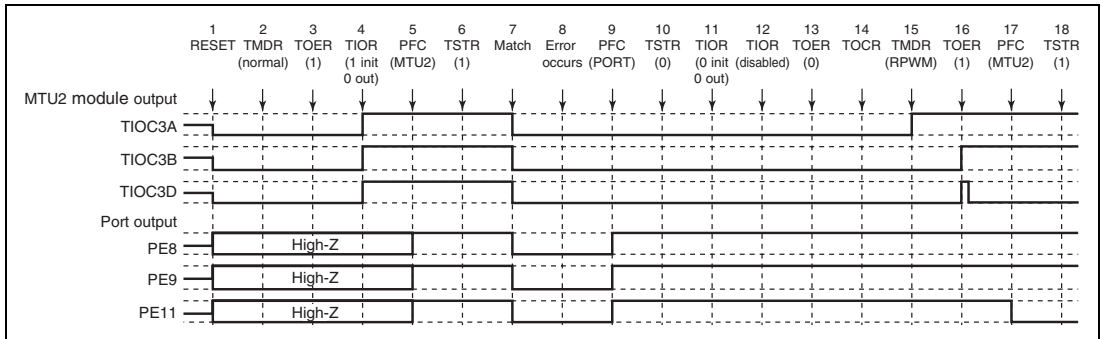 1 2 3 4 5 6 7 8 9 10 11 12 13 14 15 16 17 18
RESET TMDR TOER TIOR PFC TSTR Match Error PFC TSTR TIOR TIOR TOER TOCR TMDR TOER PFC TSTR
(normal) (1) (1 init (MTU2) (1) occurs (PORT) (0) (0 init (disabled) (0) (RPWM) (1) (MTU2) (1)
0 out) 0 out)
MTU2 module output
TIOC3A
TIOC3B
TIOC3D
Port output
PE8 High-Z
PE9 High-Z
PE11 High-Z